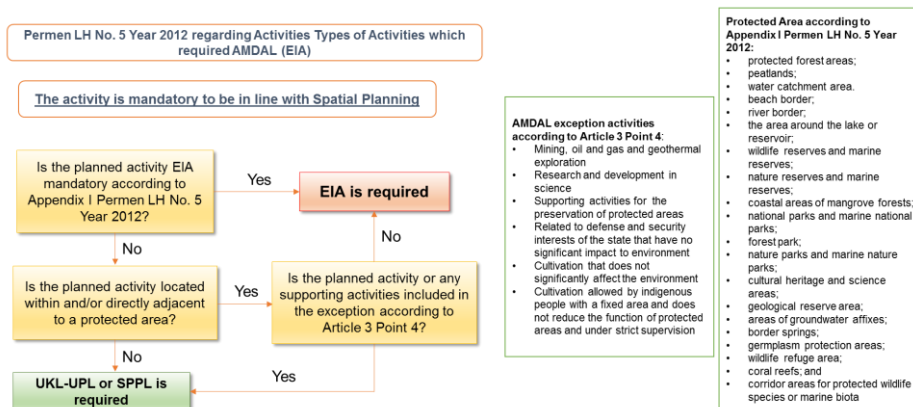 Permen LH No. 5 Year 2012 regarding Activities Types of Activities which
required AMDAL (EIA)
The activity is mandatory to be in line with Spatial Planning
Is the planned activity EIA
mandatory according to
Appendix I Permen LH No. 5
Year 2012?
Yes
EIA is required
No
No
Is the planned activity located
within and/or directly adjacent
to a protected area?
Yes
Is the planned activity or any
supporting activities included in
the exception according to
Article 3 Point 4?
No
Yes
UKL-UPL or SPPL is
required
AMDAL exception activities
according to Article 3 Point 4:
• Mining, oil and gas and geothermal
exploration
• Research and development in
science
• Supporting activities for the
preservation of protected areas
• Related to defense and security
interests of the state that have no
significant impact to environment
• Cultivation that does not
significantly affect the environment
• Cultivation allowed by indigenous
people with a fixed area and does
not reduce the function of protected
areas and under strict supervision
Protected Area according to
Appendix I Permen LH No. 5 Year
2012:
• protected forest areas;
• peatlands;
• water catchment area.
• beach border;
• river border;
• the area around the lake or
reservoir;
• wildlife reserves and marine
reserves;
• nature reserves and marine
reserves;
• coastal areas of mangrove forests;
• national parks and marine national
parks;
• forest park;
• nature parks and marine nature
parks;
• cultural heritage and science
areas;
• geological reserve area;
• areas of groundwater affixes;
• border springs;
• germplasm protection areas;
• wildlife refuge area;
• coral reefs; and
• corridor areas for protected wildlife
species or marine biota